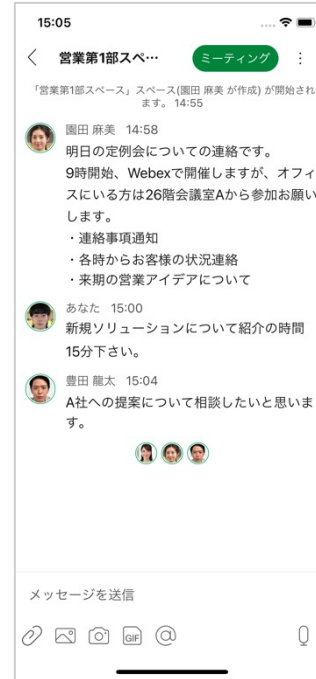 15:05
営業第1部スペ…
ミーティング
「営業第1部スペース」スペース(園田 麻美 が作成) が開始され
ます。 14:55
園田 麻美 14:58
明日の定例会についての連絡です。
9時開始、Webexで開催しますが、オフィ
スにいる方は26階会議室Aから参加お願い
します。
・連絡事項通知
・各時からお客様の状況連絡
・来期の営業アイデアについて
あなた 15:00
新規ソリューションについて紹介の時間
15分下さい。
豊田 龍太 15:04
A社への提案について相談したいと思いま
す。
メッセージを送信
GIF